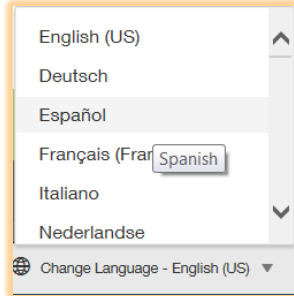 English (US)
Deutsch
Español
Français (Fran
Spanish
Italiano
Nederlandse
Change Language - English (US)